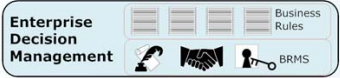 Enterprise
Decision
Management
Business
Rules
BRMS